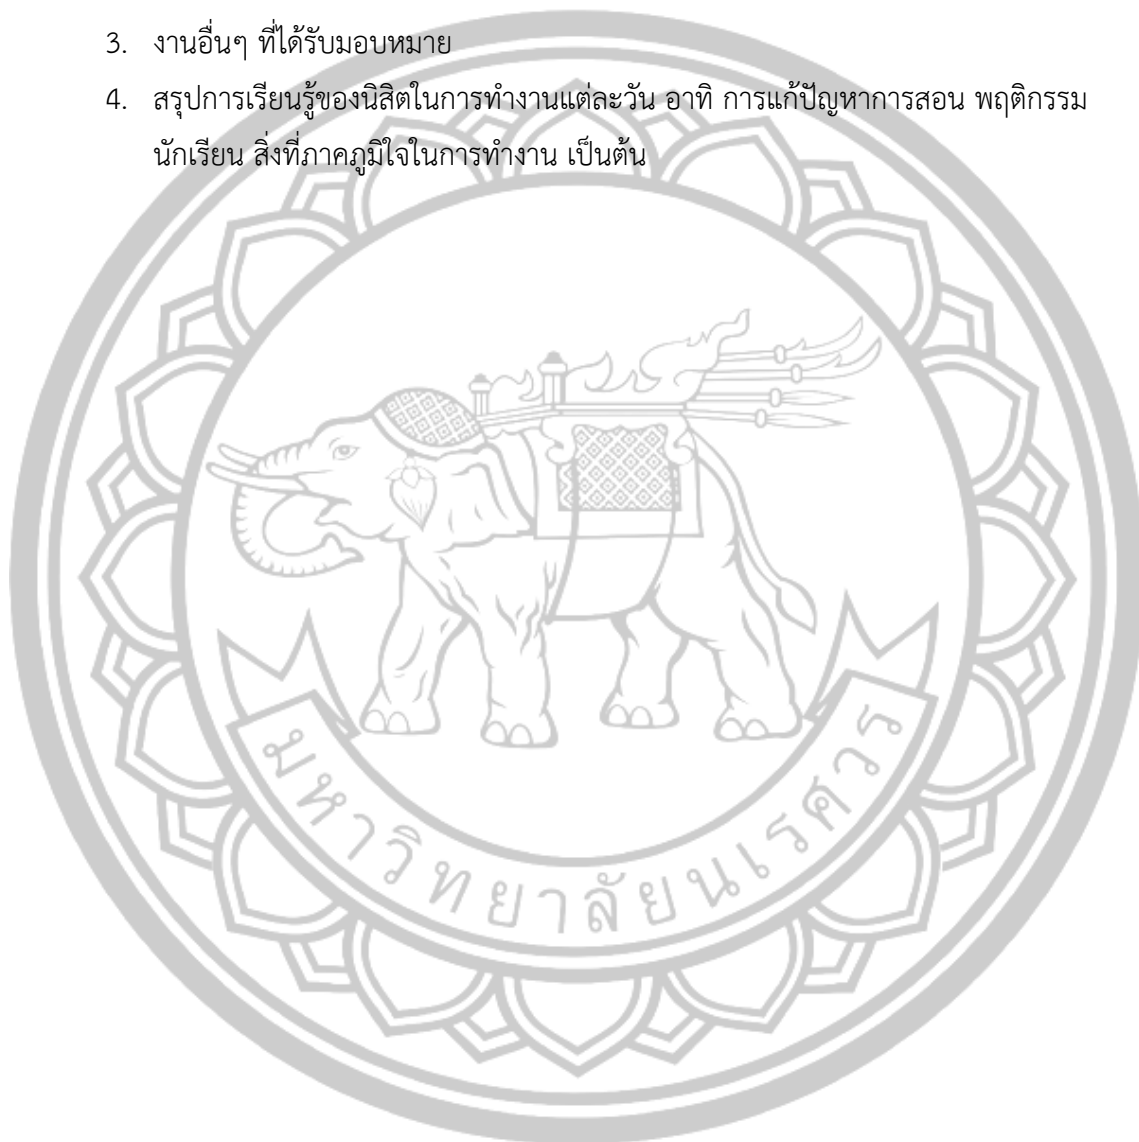 3. งานอื่นๆ ที่ได้รับมอบหมาย
4. สรุปการเรียนรู้ของนิสิตในการทำงานแต่ละวัน อาทิ การแก้ปัญหาการสอน พฤติกรรม
นักเรียน สิ่งที่ภาคภูมิใจในการทำงาน เป็นต้น
มหาวิทยาลัยนเรศวร